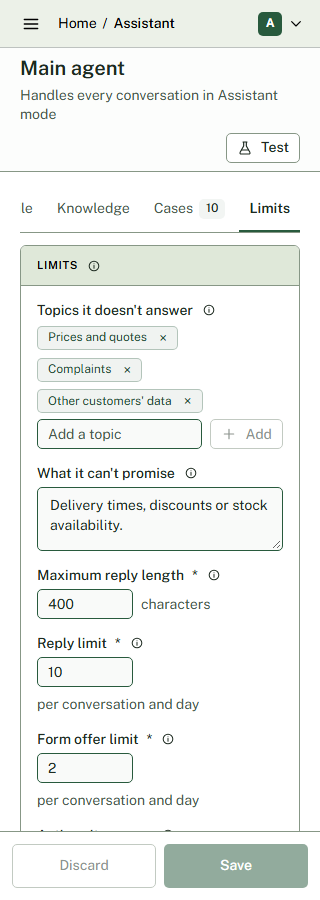 Home / Assistant
A
Main agent
Handles every conversation in Assistant
mode
Test
le Knowledge Cases 10 Limits
LIMITS
Topics it doesn't answer
Prices and quotes ×
Complaints ×
Other customers' data ×
Add a topic
+ Add
What it can't promise
Delivery times, discounts or stock
availability.
Maximum reply length *
400 characters
Reply limit *
10
per conversation and day
Form offer limit *
2
per conversation and day
Discard
Save